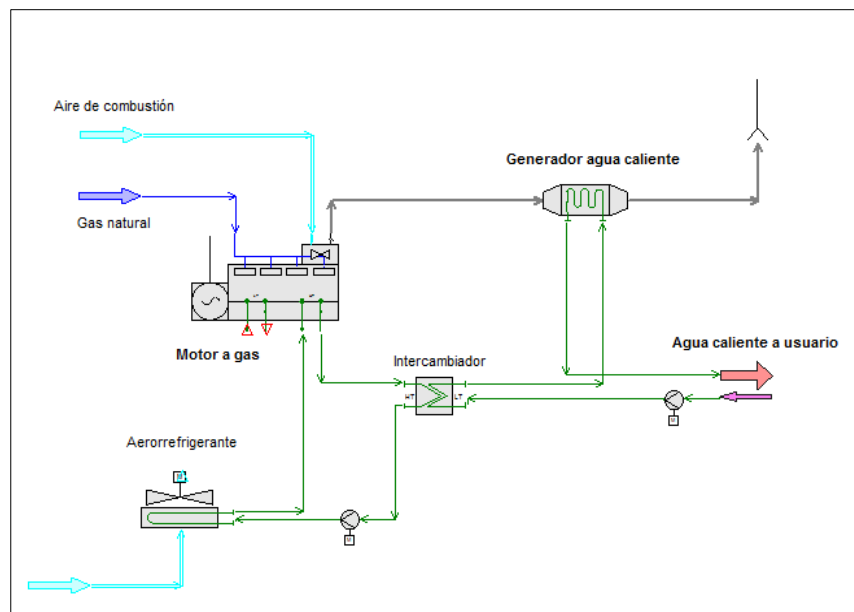 Aire de combustión
Generador agua caliente
Gas natural
Motor a gas
Intercambiador
Agua caliente a usuario
HT
LT
Aerorrefrigerante
M
M